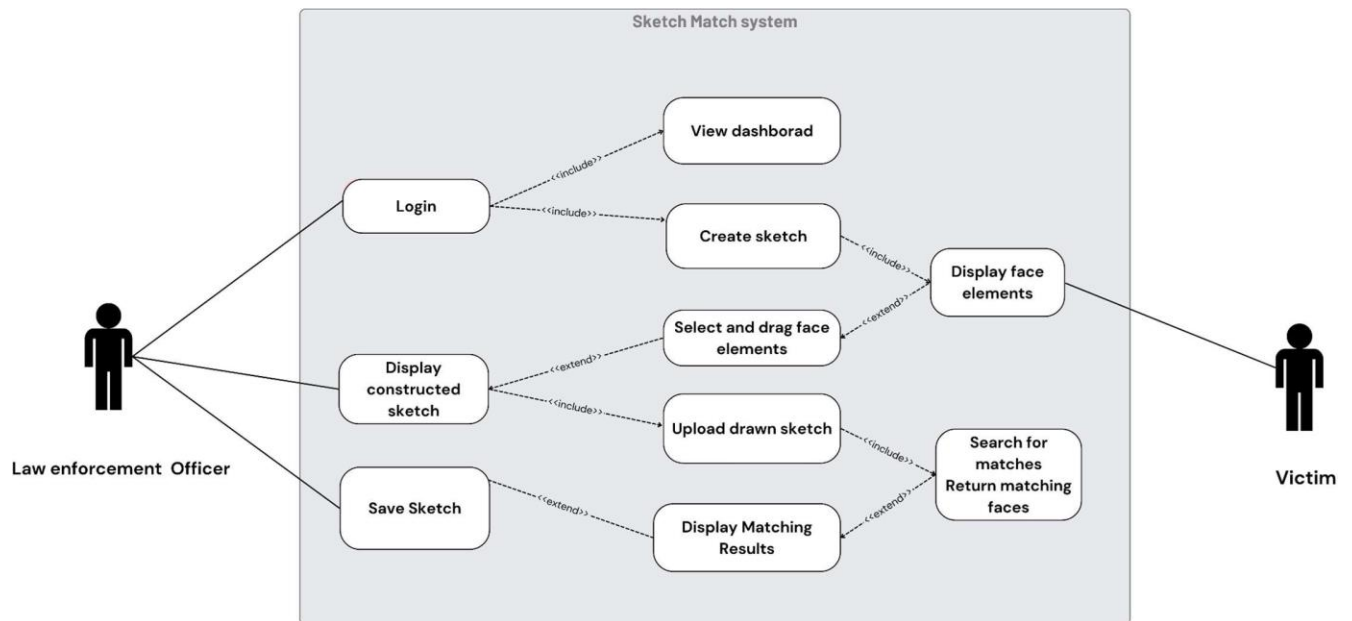 Sketch Match system
View dashborad
<<include>>
Login
<<include>>
Create sketch
<<include>>
Display face
elements
<<extend>>
Select and drag face
elements
<<extend>>
Display
constructed
sketch
<<include>>
Upload drawn sketch
<<include>>
Search for
matches
Return matching
faces
Law enforcement Officer
Victim
Save Sketch
<<extend>>
<<extend>>
Display Matching
Results